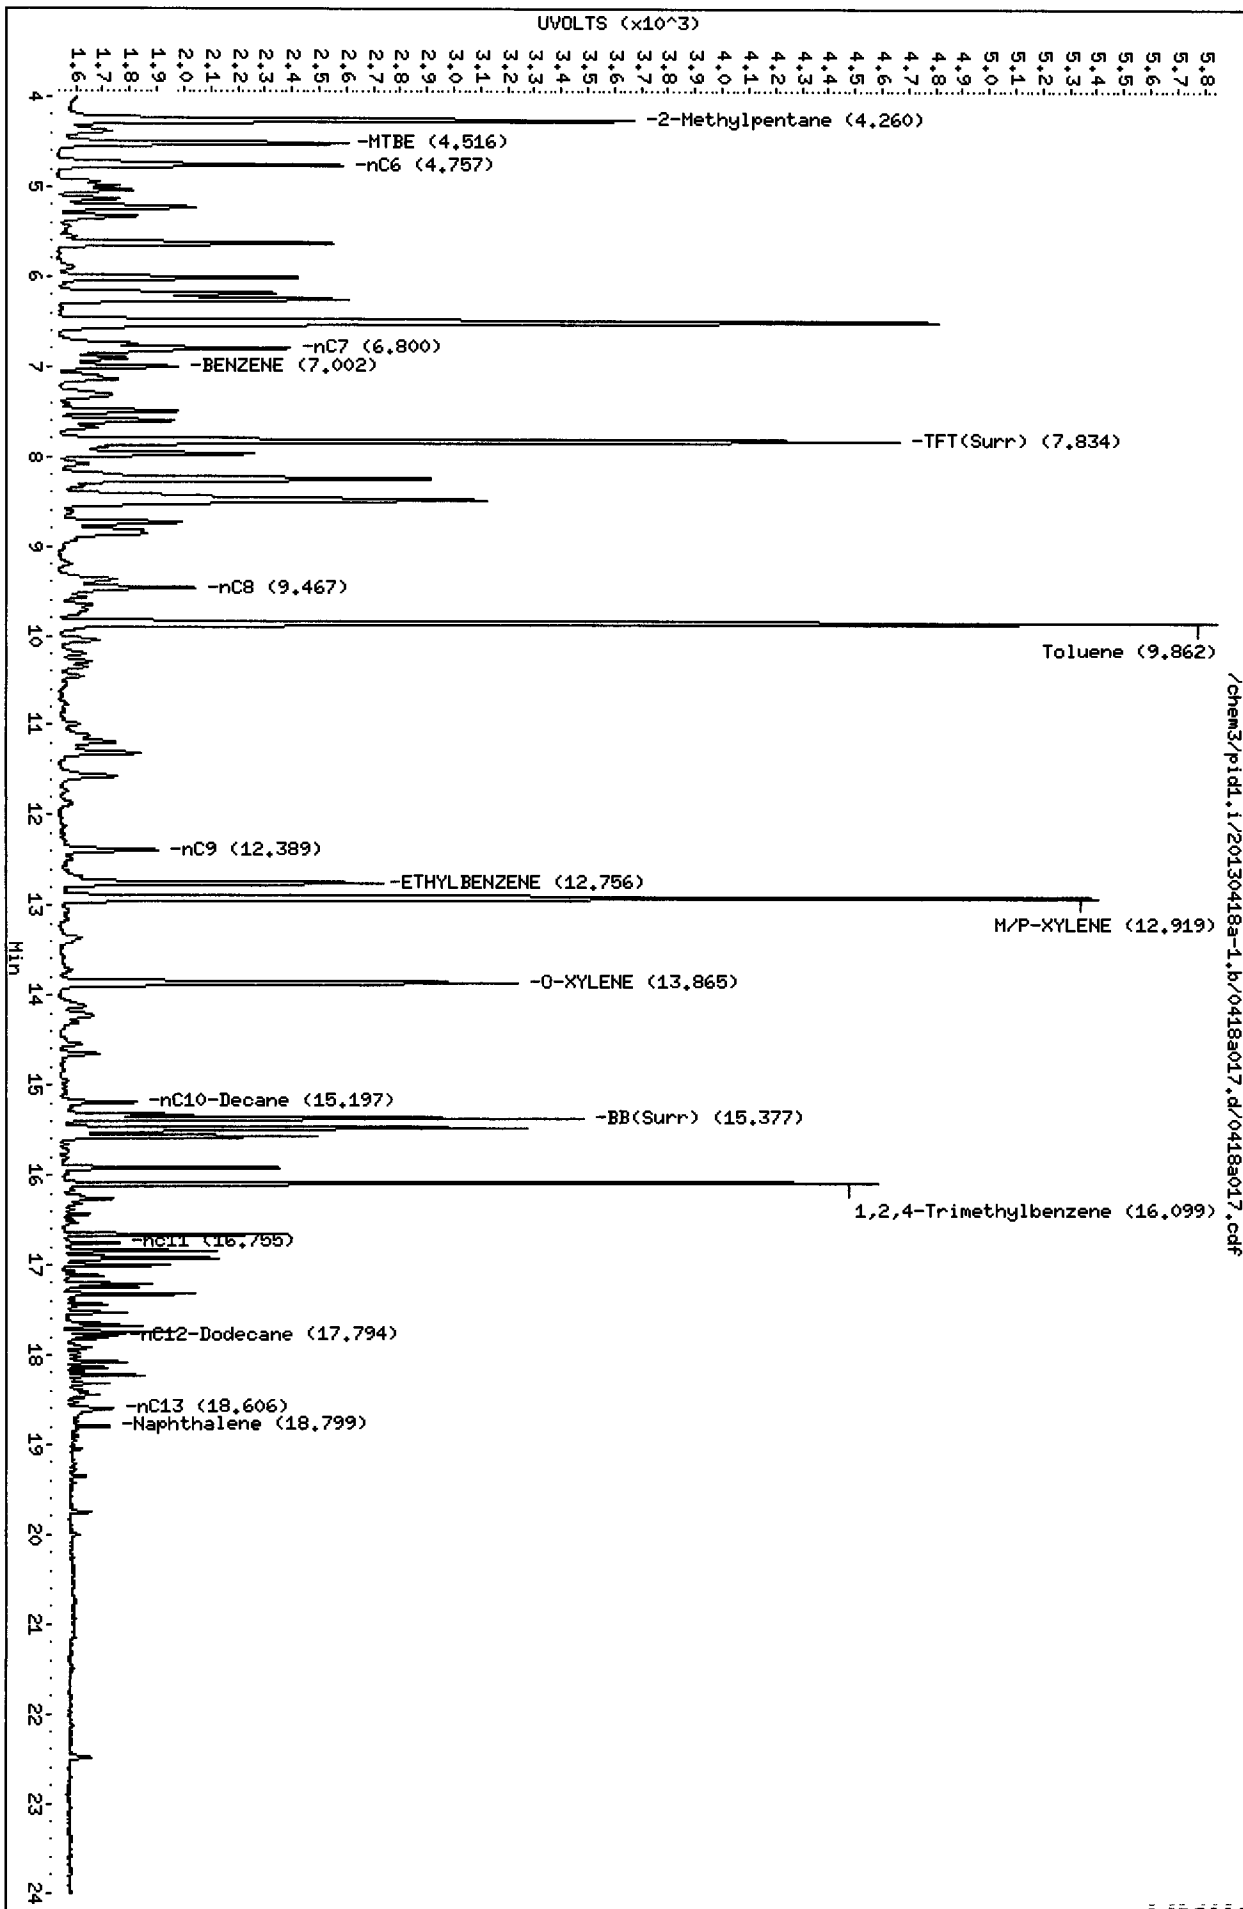 UVOLTS (x10^3)
1.6
1.7
1.8
1.9
2.0
2.1
2.2
2.3
2.4
2.5
2.6
2.7
2.8
2.9
3.0
3.1
3.2
3.3
3.4
3.5
3.6
3.7
3.8
3.9
4.0
4.1
4.2
4.3
4.4
4.5
4.6
4.7
4.8
4.9
5.0
5.1
5.2
5.3
5.4
5.5
5.6
5.7
5.8
4
-2-Methylpentane (4.260)
-MTBE (4.516)
-nC6 (4.757)
5
6
-nC7 (6.800)
7
-BENZENE (7.002)
-TFT(Surr) (7.834)
8
9
-nC8 (9.467)
10
Toluene (9.862)
/chem3/pid1.i/20130418a-1.b/0418a017.d/0418a017.cdf
11
12
-nC9 (12.389)
-ETHYLBENZENE (12.756)
13
M/P-XYLENE (12.919)
Min
-O-XYLENE (13.865)
14
15
-nC10-Decane (15.197)
-BB(Surr) (15.377)
16
1,2,4-Trimethylbenzene (16.099)
-nc11 (16.755)
17
-nC12-Dodecane (17.794)
18
-nC13 (18.606)
-Naphthalene (18.799)
19
20
21
22
23
24